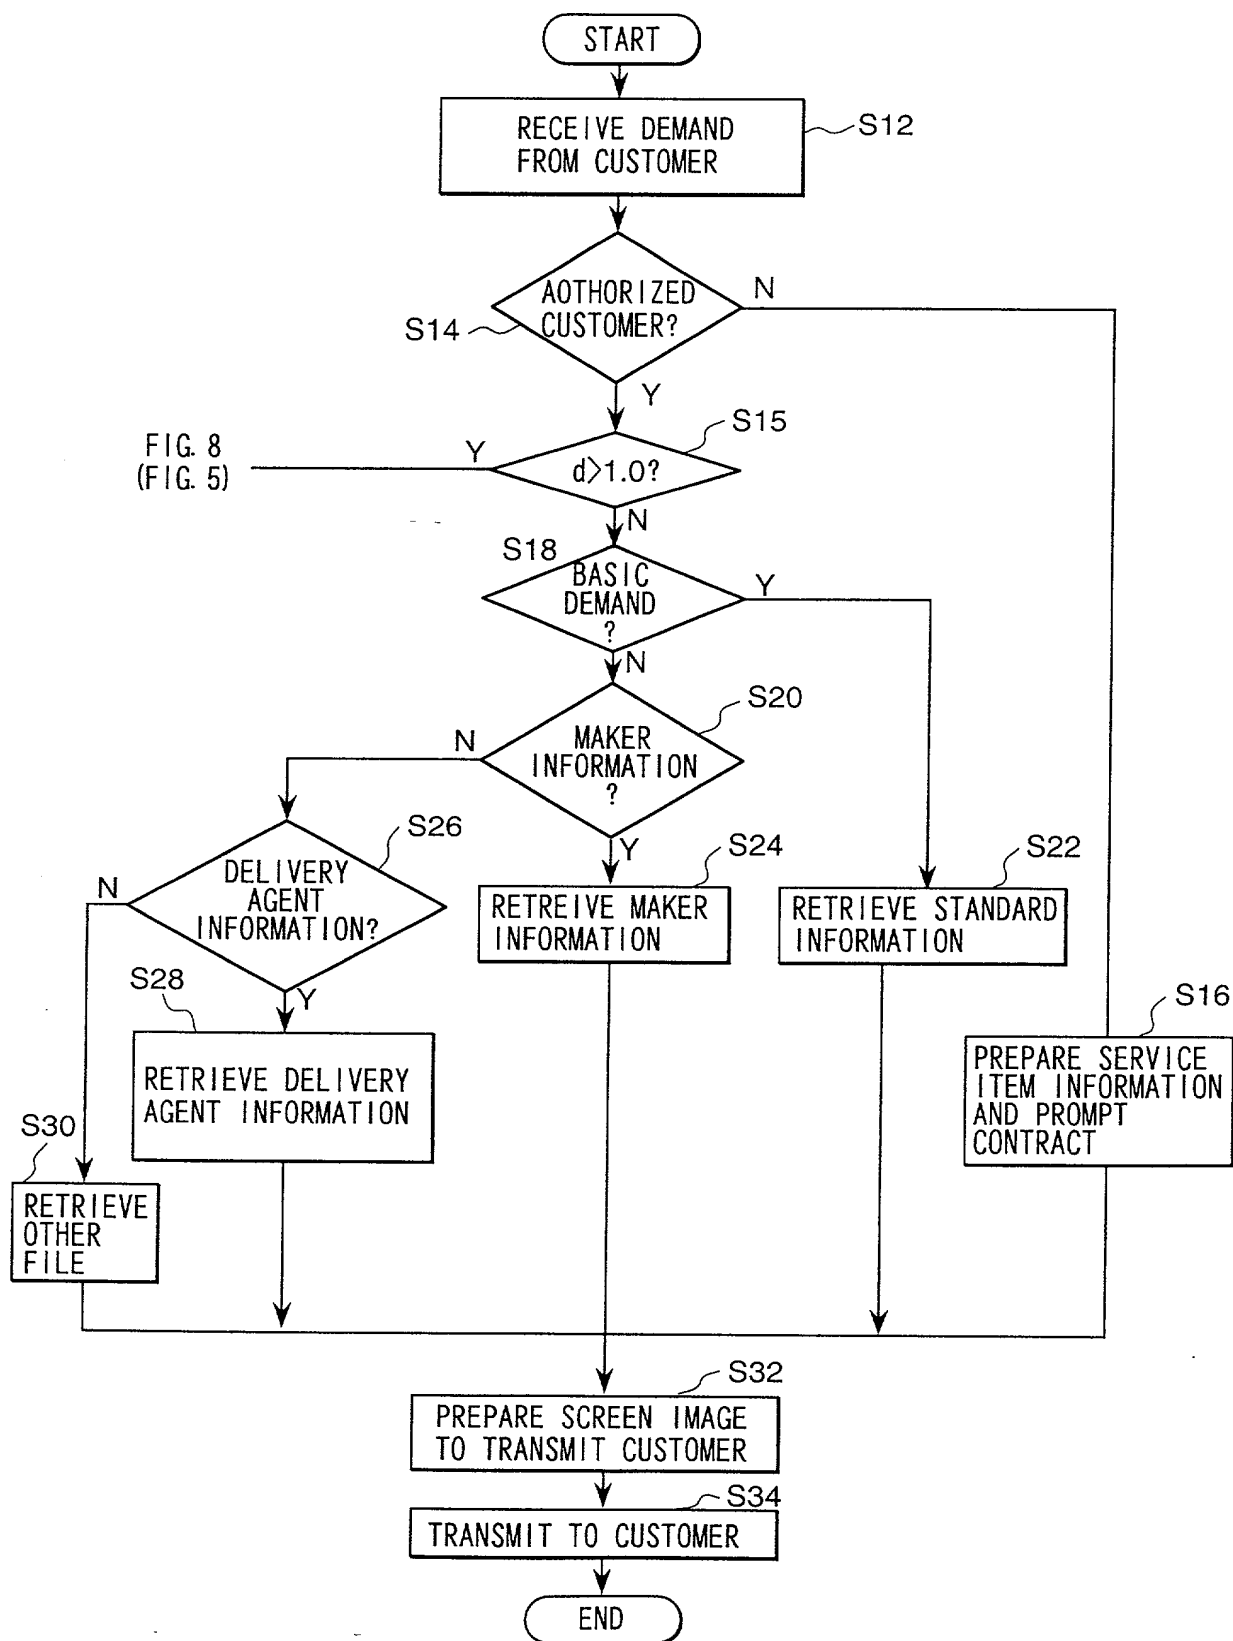 START
RECEIVE DEMAND
FROM CUSTOMER
S12
AOTHORIZED
CUSTOMER?
S14
N
Y
S15
FIG. 8
(FIG. 5)
Y
d>1.0?
N
S18
BASIC
DEMAND
?
Y
N
S20
MAKER
INFORMATION
?
N
Y
S26
DELIVERY
AGENT
INFORMATION?
N
Y
S24
RETREIVE MAKER
INFORMATION
S22
RETRIEVE STANDARD
INFORMATION
S28
RETRIEVE DELIVERY
AGENT INFORMATION
S16
PREPARE SERVICE
ITEM INFORMATION
AND PROMPT
CONTRACT
S30
RETRIEVE
OTHER
FILE
S32
PREPARE SCREEN IMAGE
TO TRANSMIT CUSTOMER
S34
TRANSMIT TO CUSTOMER
END